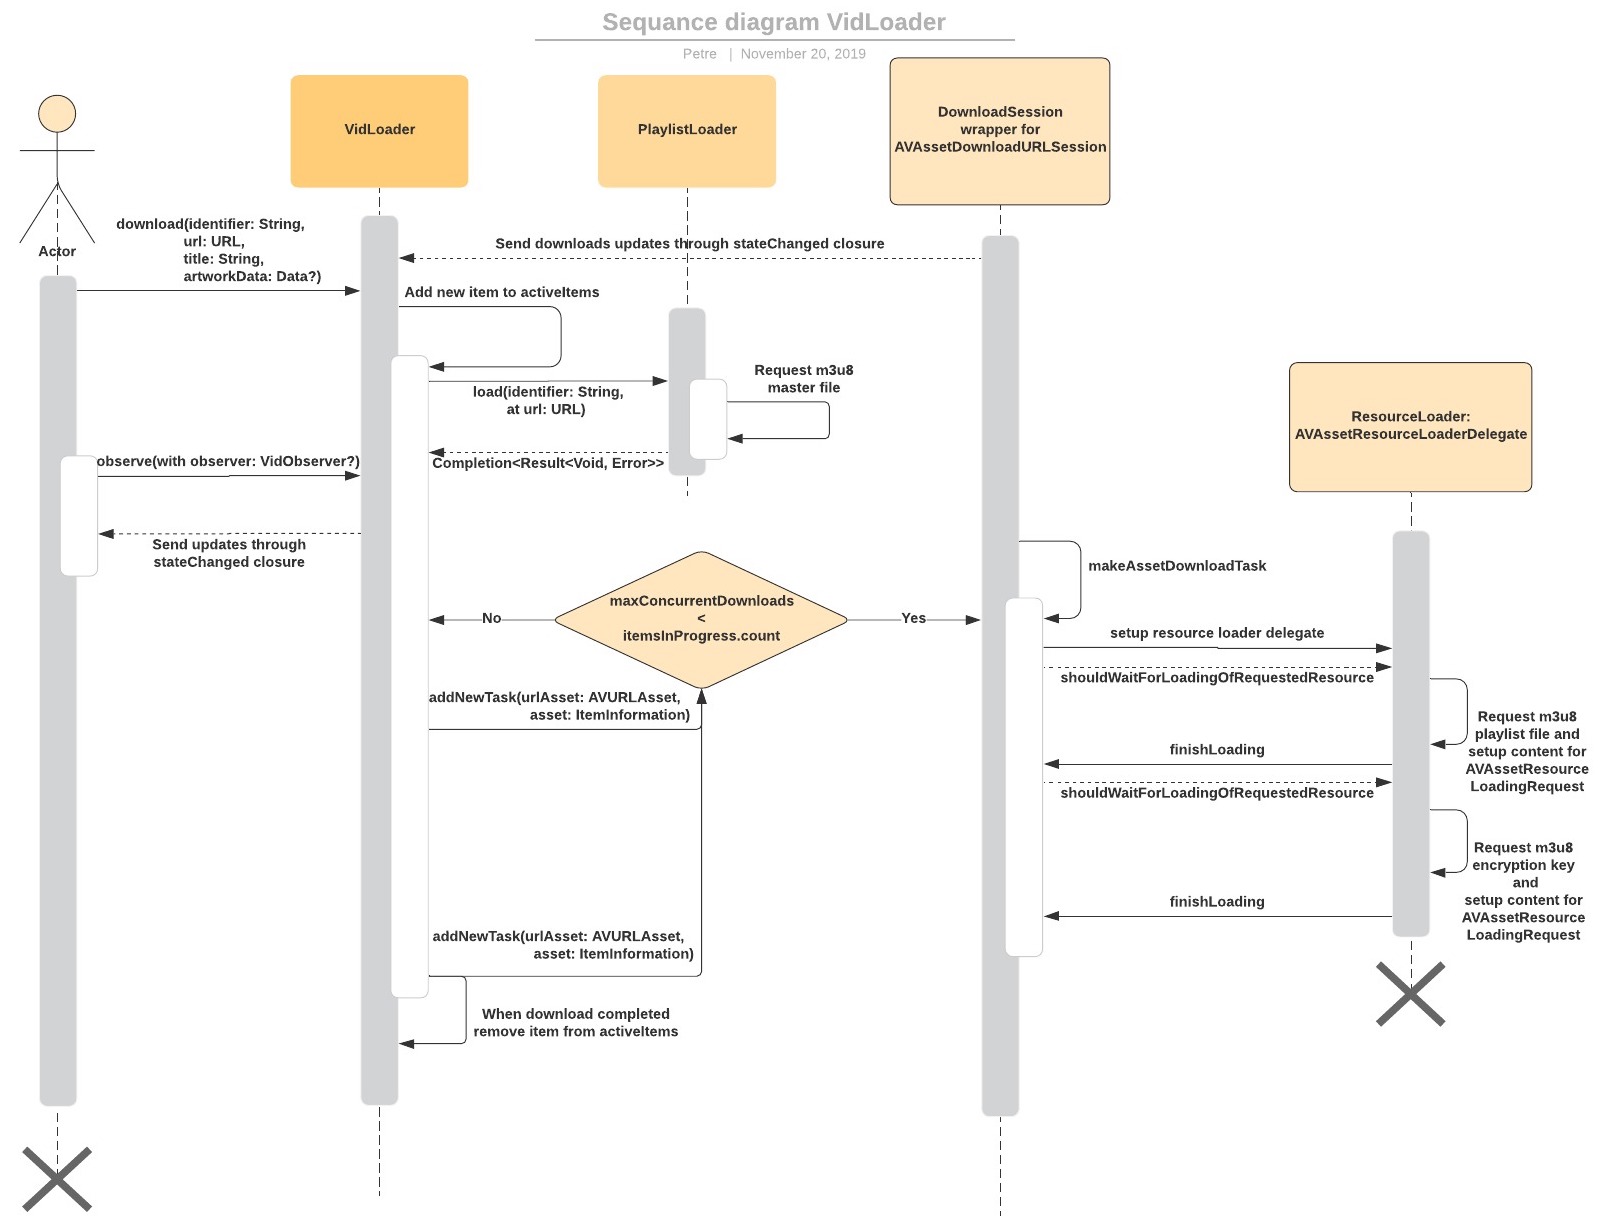 Sequance diagram VidLoader
Petre | November 20, 2019
VidLoader
PlaylistLoader
DownloadSession
wrapper for
AVAssetDownloadURLSession
Actor
download(identifier: String,
url: URL,
title: String,
artworkData: Data?)
Send downloads updates through stateChanged closure
Add new item to activeItems
load(identifier: String,
at url: URL)
Request m3u8
master file
Completion<Result<Void, Error>>
ResourceLoader:
AVAssetResourceLoaderDelegate
observe(with observer: VidObserver?)
Send updates through
stateChanged closure
maxConcurrentDownloads
<
itemsInProgress.count
No
Yes
makeAssetDownloadTask
setup resource loader delegate
shouldWaitForLoadingOfRequestedResource
addNewTask(urlAsset: AVURLAsset,
asset: ItemInformation)
Request m3u8
playlist file and
setup content for
AVAssetResource
LoadingRequest
finishLoading
shouldWaitForLoadingOfRequestedResource
Request m3u8
encryption key
and
setup content for
AVAssetResource
LoadingRequest
finishLoading
addNewTask(urlAsset: AVURLAsset,
asset: ItemInformation)
When download completed
remove item from activeItems